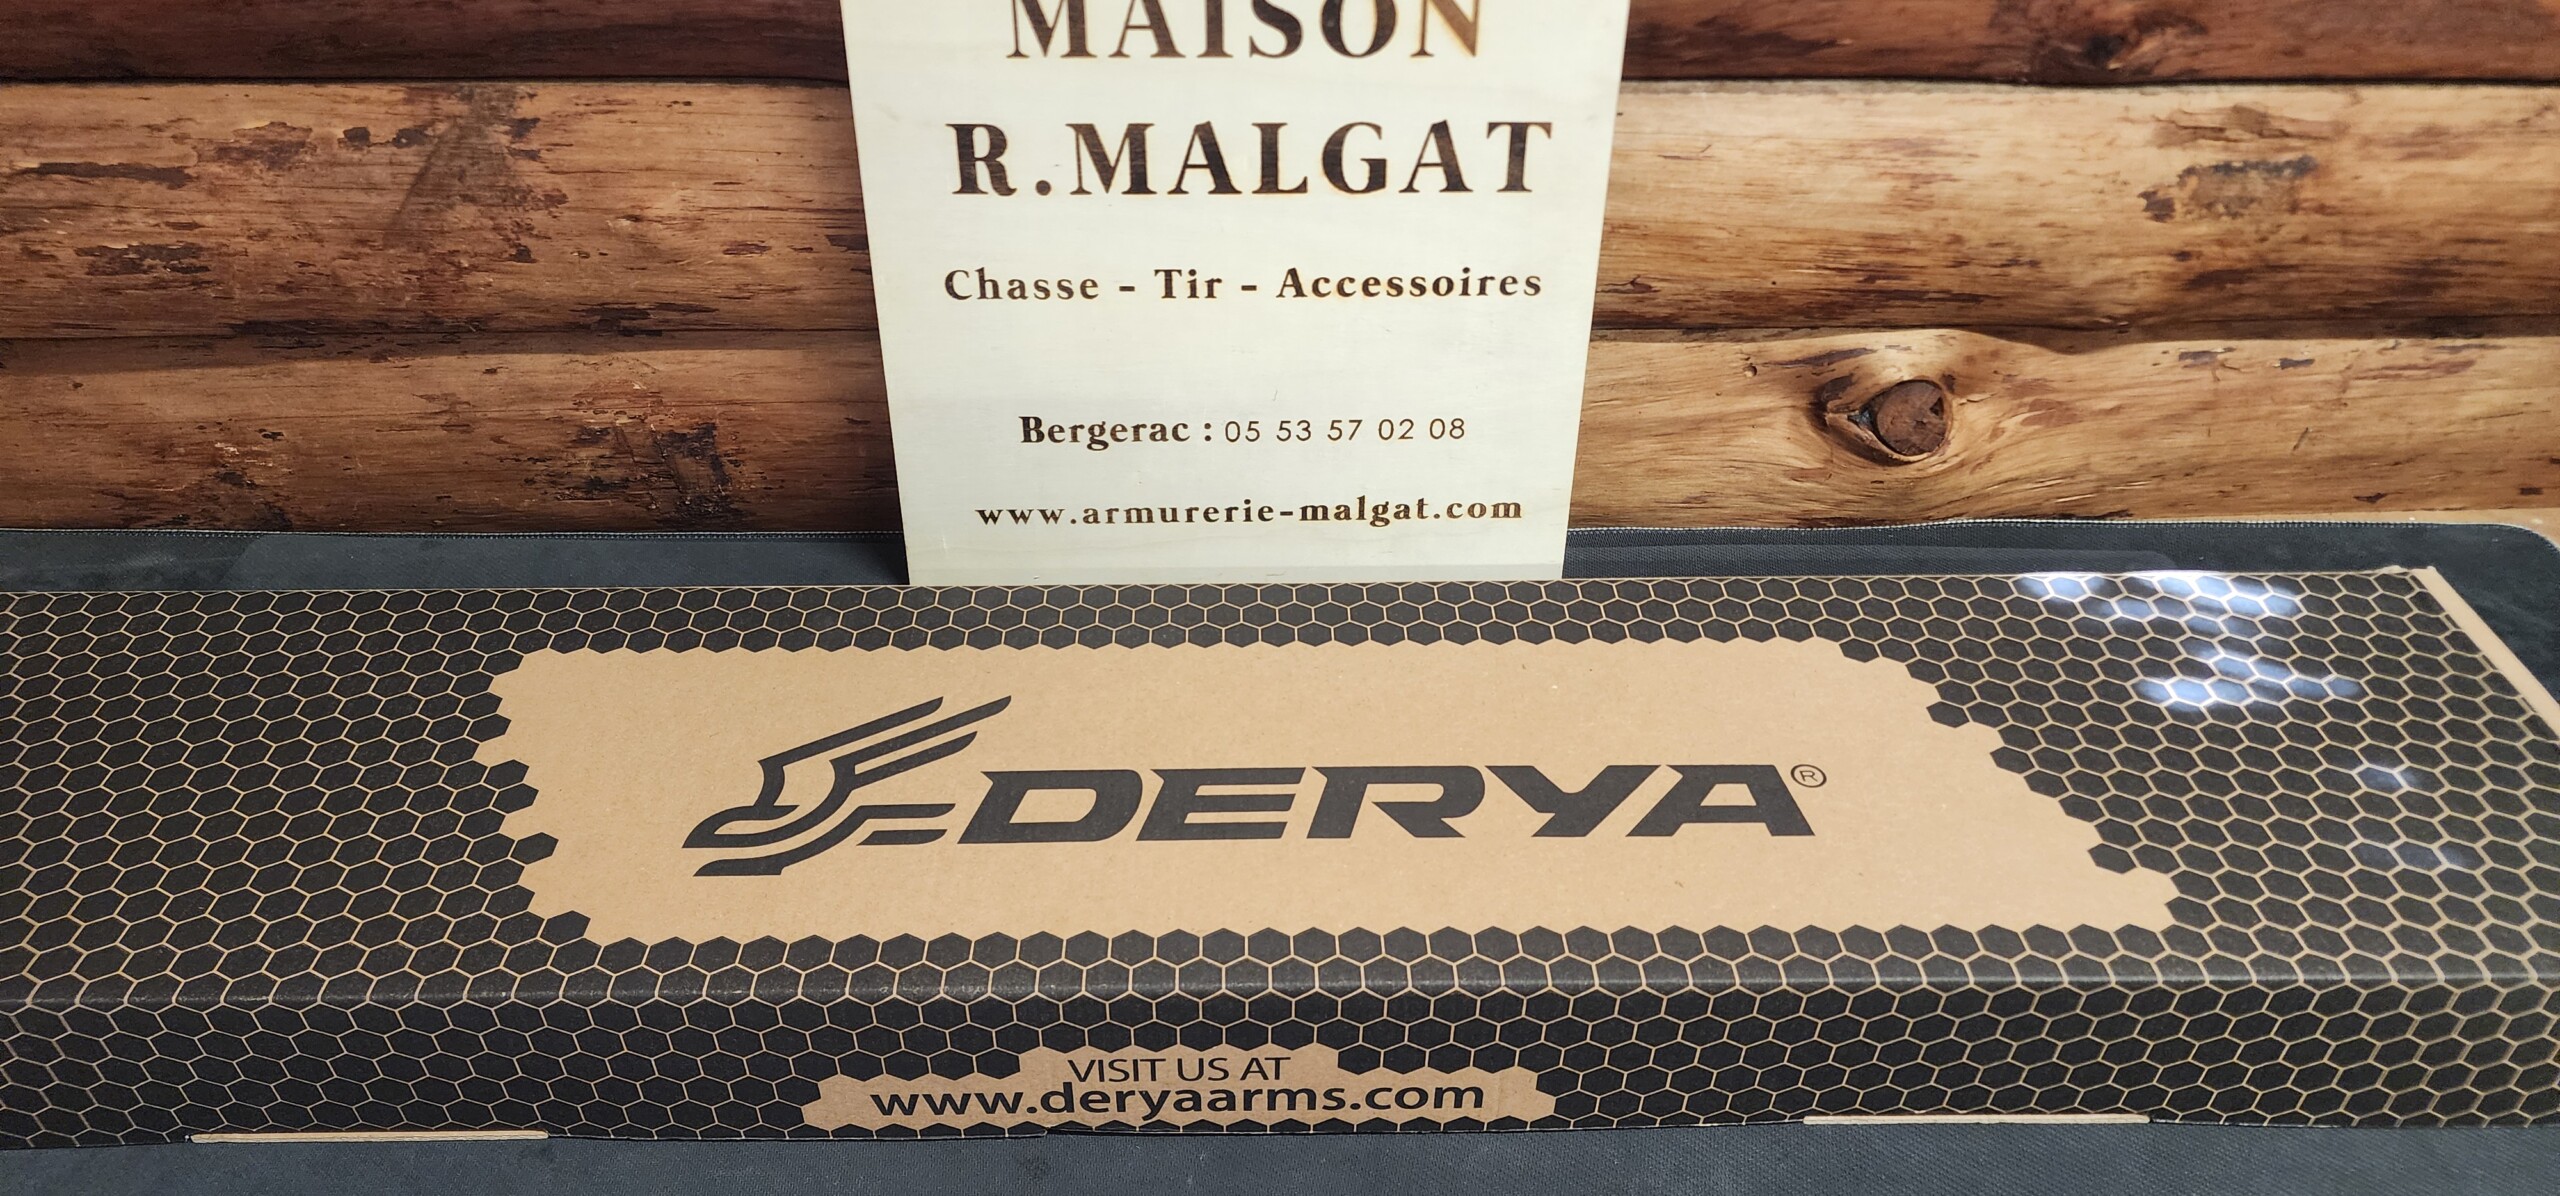 MAISON
R.MALGAT
Chasse - Tir - Accessoires
Bergerac : 05 53 57 02 08
www.armurerie-malgat.com
DERYA®
VISIT US AT
www.deryaarms.com